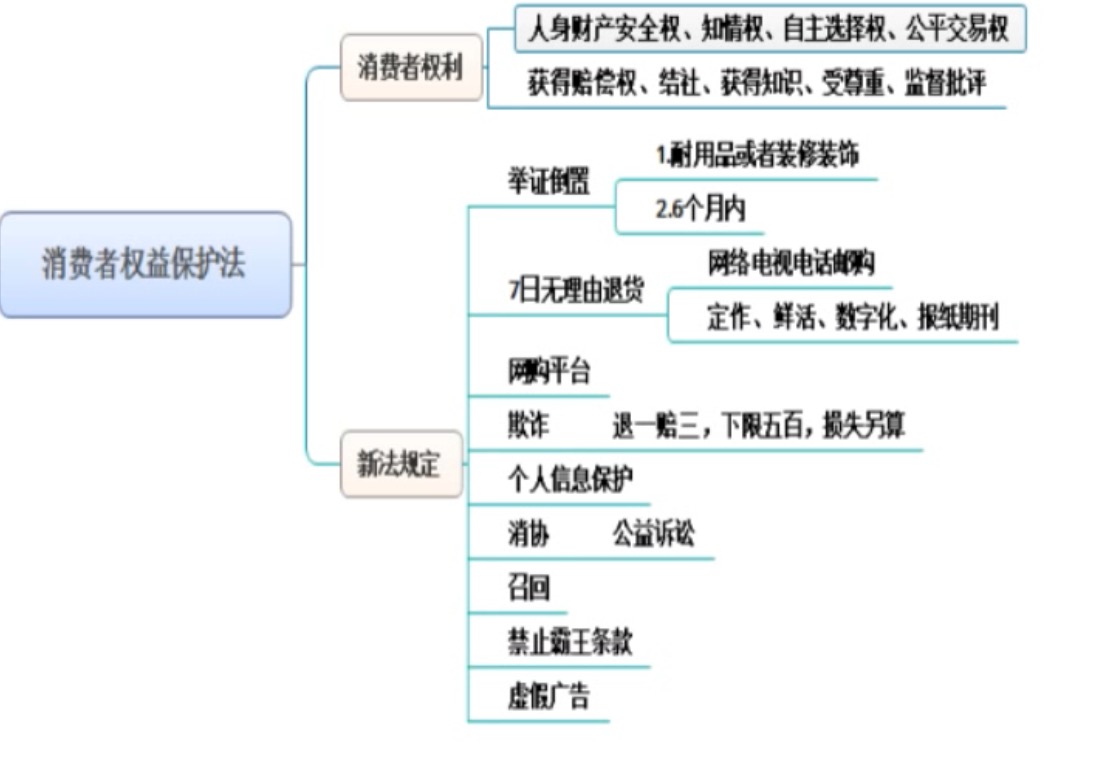 人身财产安全权、知情权、自主选择权、公平交易权
消费者权利
获得赔偿权、结社、获得知识、受尊重、监督批评
1.耐用品或者装修装饰
举证倒置
2.6个月内
消费者权益保护法
网络电视电话邮购
7日无理由退货
定作、鲜活、数字化、报纸期刊
网购平台
欺诈 退一赔三，下限五百，损失另算
新法规定
个人信息保护
消协 公益诉讼
召回
禁止霸王条款
虚假广告